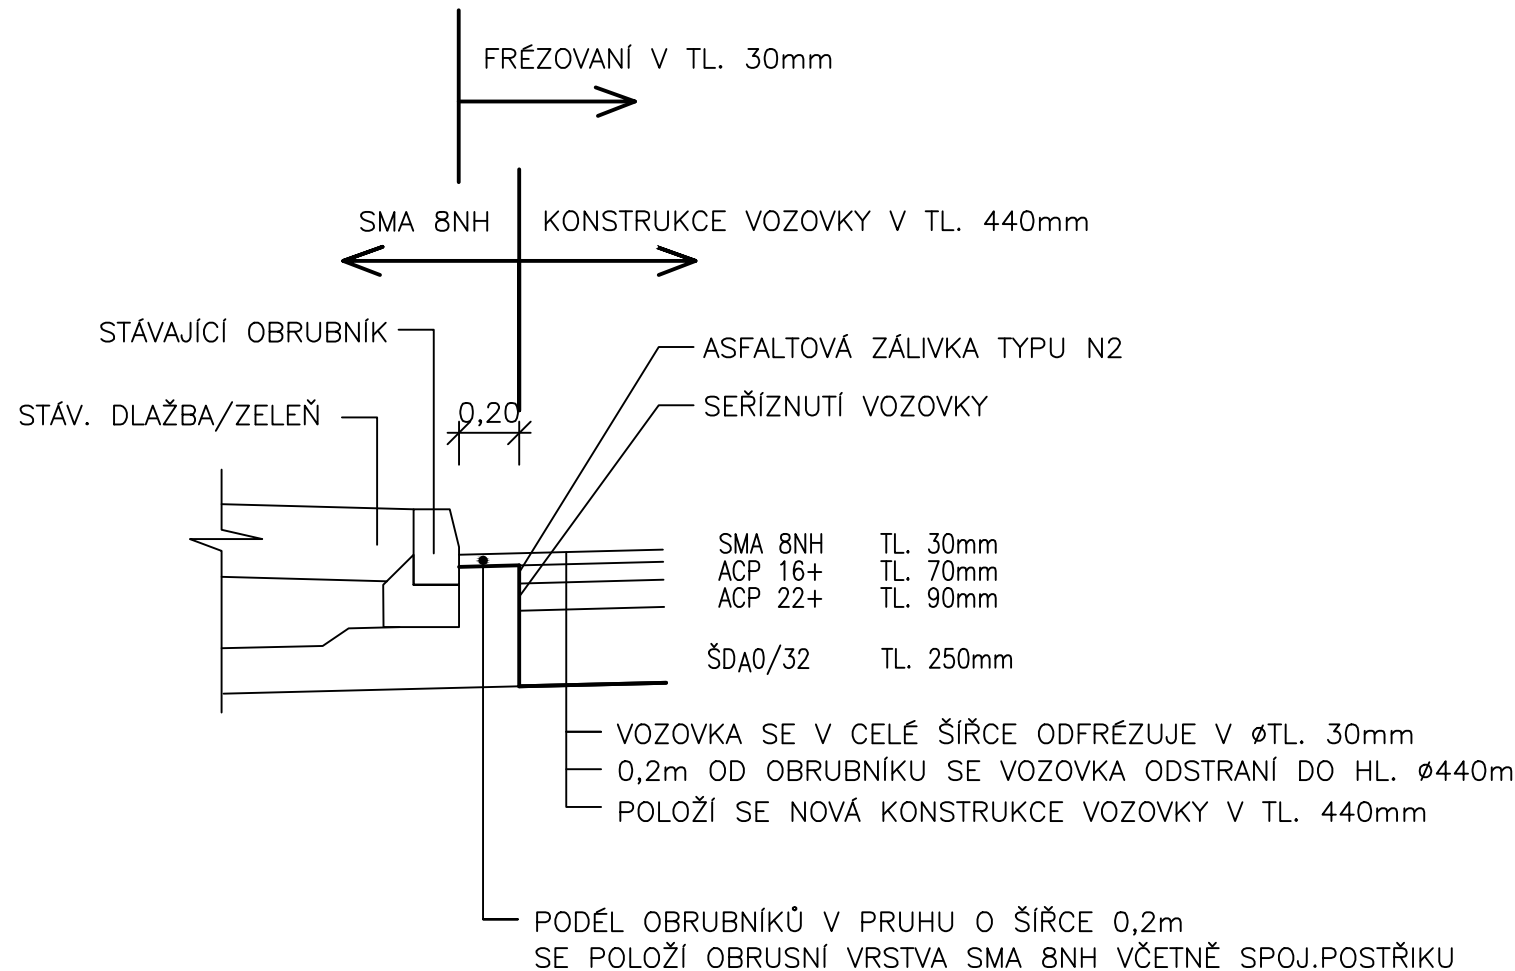 FRÉZOVANÍ V TL. 30mm
SMA 8NH
KONSTRUKCE VOZOVKY V TL. 440mm
STÁVAJÍCÍ OBRUBNÍK
ASFALTOVÁ ZÁLIVKA TYPU N2
STÁV. DLAŽBA/ZELEŇ
0,20
SEŘÍZNUTÍ VOZOVKY
SMA 8NH TL. 30mm
ACP 16+ TL. 70mm
ACP 22+ TL. 90mm
ŠDA0/32 TL. 250mm
VOZOVKA SE V CELÉ ŠÍŘCE ODFRÉZUJE V øTL. 30mm
0,2m OD OBRUBNÍKU SE VOZOVKA ODSTRANÍ DO HL. ø440m
POLOŽÍ SE NOVÁ KONSTRUKCE VOZOVKY V TL. 440mm
PODÉL OBRUBNÍKŮ V PRUHU O ŠÍŘCE 0,2m
SE POLOŽÍ OBRUSNÍ VRSTVA SMA 8NH VČETNĚ SPOJ.POSTŘIKU